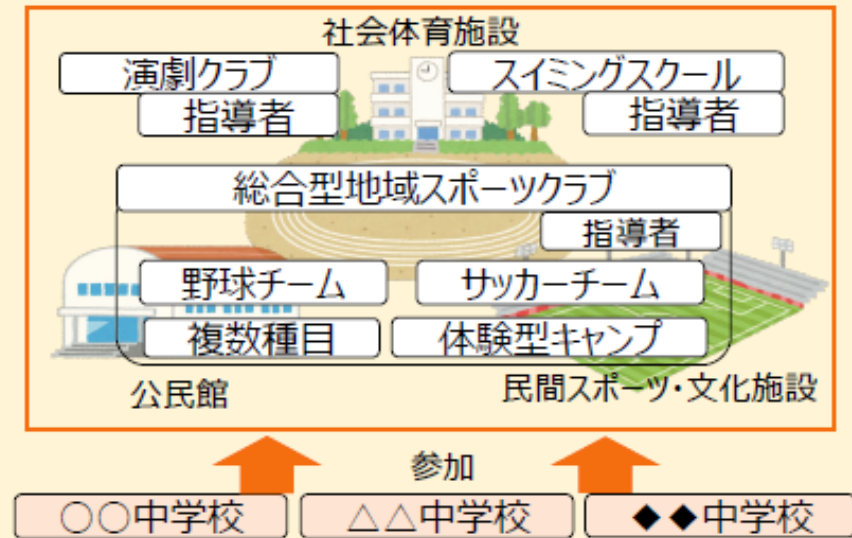 社会体育施設
演劇クラブ
スイミングスクール
指導者
指導者
総合型地域スポーツクラブ
指導者
野球チーム
サッカーチーム
複数種目
体験型キャンプ
公民館
民間スポーツ・文化施設
参加
○○中学校
△△中学校
◆◆中学校